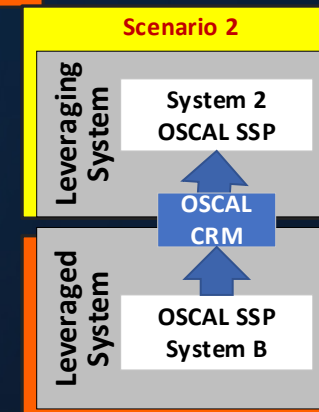 Scenario 2
Leveraging
System
System 2
OSCAL SSP
OSCAL
CRM
Leveraged
System
OSCAL SSP
System B